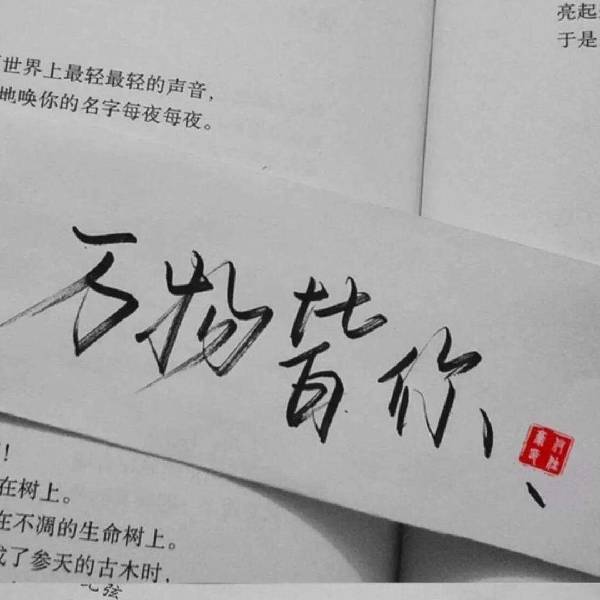 亮起
于是
世界上最轻最轻的声音，
地唤你的名字每夜每夜。
万物皆你
！
在树上。
在不凋的生命树上。
成了参天的古木时，